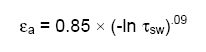 εa = 0.85 × (-ln τsw).09